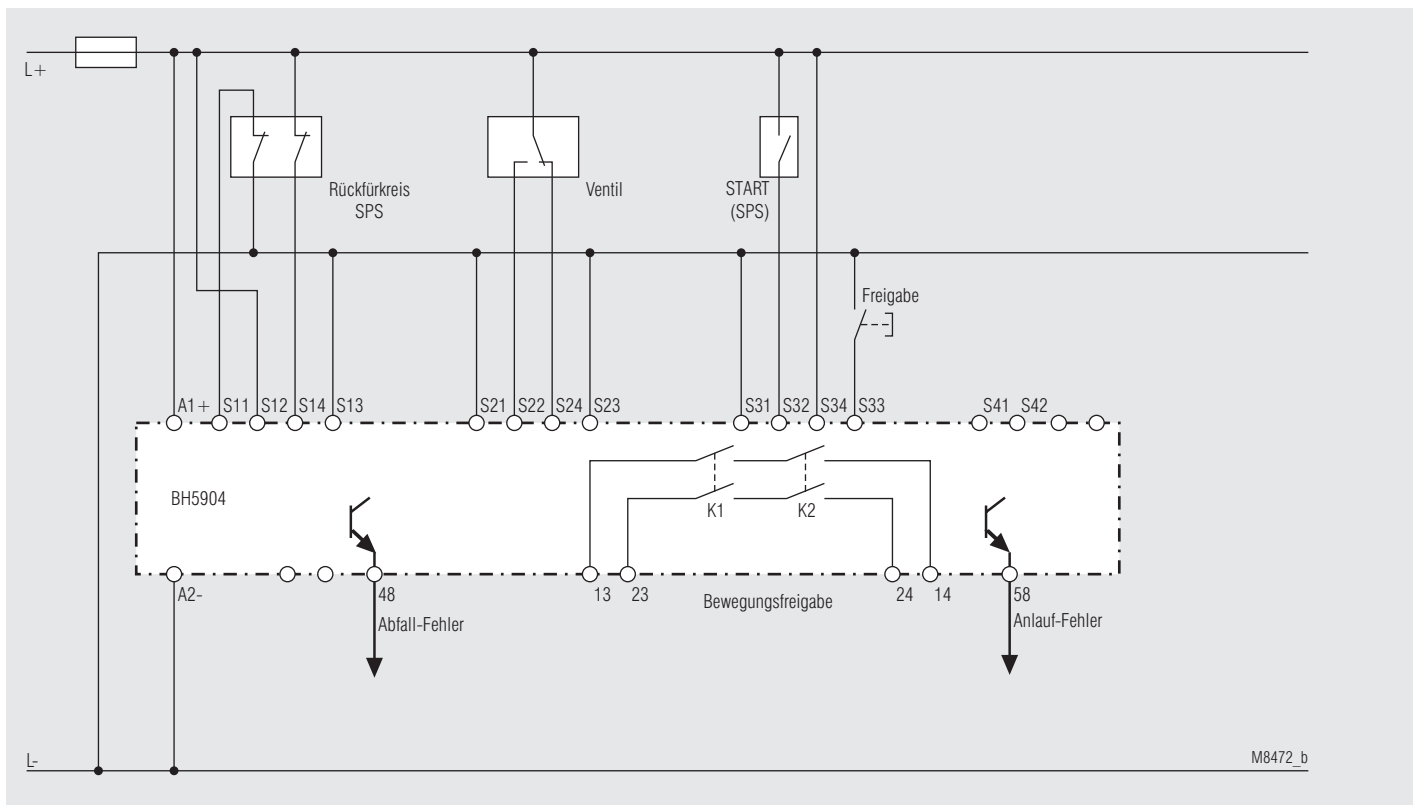 L+
Rückfürkreis
SPS
Ventil
START
(SPS)
Freigabe
A1+ S11 S12 S14 S13 S21 S22 S24 S23 S31 S32 S34 S33 S41 S42
BH5904
K1 K2
A2- 48 13 23 Bewegungsfreigabe 24 14 58
Abfall-Fehler
Anlauf-Fehler
L-
M8472_b